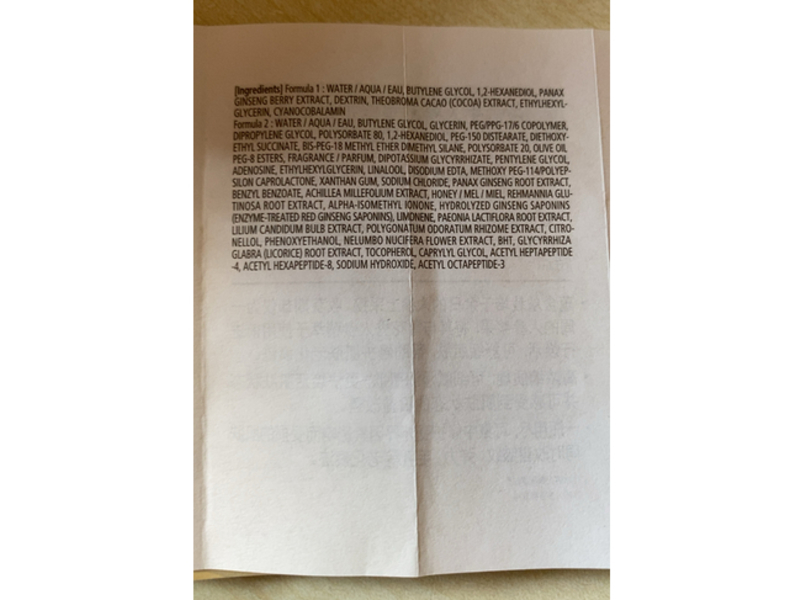 [Ingredients] Formula 1 : WATER / AQUA / EAU, BUTYLENE GLYCOL, 1,2-HEXANEDIOL, PANAX
GINSENG BERRY EXTRACT, DEXTRIN, THEOBROMA CACAO (COCOA) EXTRACT, ETHYLHEXYL-
GLYCERIN, CYANOCOBALAMIN
Formula 2 : WATER / AQUA / EAU, BUTYLENE GLYCOL, GLYCERIN, PEG/PPG-17/6 COPOLYMER,
DIPROPYLENE GLYCOL, POLYSORBATE 80, 1,2-HEXANEDIOL, PEG-150 DISTEARATE, DIETHOXY-
ETHYL SUCCINATE, BIS-PEG-18 METHYL ETHER DIMETHYL SILANE, POLYSORBATE 20, OLIVE OIL
PEG-8 ESTERS, FRAGRANCE / PARFUM, DIPOTASSIUM GLYCYRRHIZATE, PENTYLENE GLYCOL,
ADENOSINE, ETHYLHEXYLGLYCERIN, LINALOOL, DISODIUM EDTA, METHOXY PEG-114/POLYEP-
SILON CAPROLACTONE, XANTHAN GUM, SODIUM CHLORIDE, PANAX GINSENG ROOT EXTRACT,
BENZYL BENZOATE, ACHILLEA MILLEFOLIUM EXTRACT, HONEY / MEL / MIEL, REHMANNIA GLU-
TINOSA ROOT EXTRACT, ALPHA-ISOMETHYL IONONE, HYDROLYZED GINSENG SAPONINS
(ENZYME-TREATED RED GINSENG SAPONINS), LIMONENE, PAEONIA LACTIFLORA ROOT EXTRACT,
LILIUM CANDIDUM BULB EXTRACT, POLYGONATUM ODORATUM RHIZOME EXTRACT, CITRO-
NELLOL, PHENOXYETHANOL, NELUMBO NUCIFERA FLOWER EXTRACT, BHT, GLYCYRRHIZA
GLABRA (LICORICE) ROOT EXTRACT, TOCOPHEROL, CAPRYLYL GLYCOL, ACETYL HEPTAPEPTIDE
-4, ACETYL HEXAPEPTIDE-8, SODIUM HYDROXIDE, ACETYL OCTAPEPTIDE-3